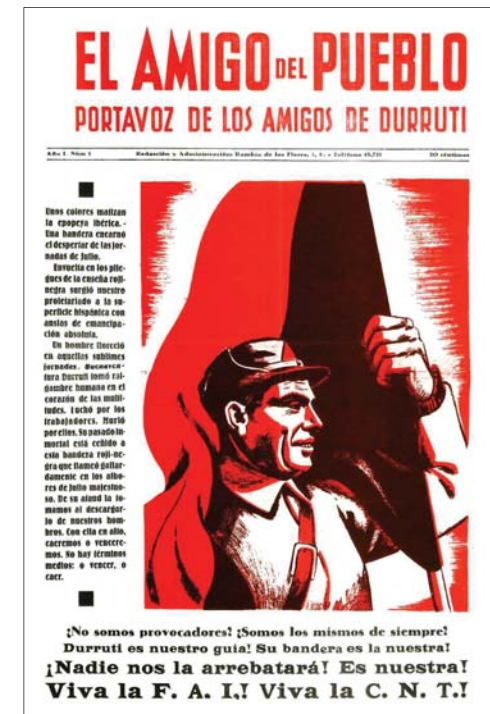 EL AMIGO DEL PUEBLO
PORTAVOZ DE LOS AMIGOS DE DURRUTI
Año I Núm 1 Redacción y Administración Rambla de las Flores, 1, 1.º - Teléfono 20 céntimos
Unos colores matizan
la epopeya ibérica. -
Una bandera encarnó
el despertar de las jor-
nadas de Julio.
Envuelta en los plie-
gues de la enseña roji-
negra surgió nuestro
proletariado a la su-
perficie hispánica con
ansias de emancipa-
ción absoluta.
Un hombre floreció
en aquellas sublimes
jornadas. Buenaven-
tura Durruti tomó rai-
gambre humana en el
corazón de las multi-
tudes. Luchó por los
trabajadores. Murió
por ellos. Su pasado in-
mortal está ceñido a
esta bandera roji-ne-
gra que flameó gallar-
damente en los albo-
res de Julio majestuo-
so. De su ataud la to-
mamos al descargar-
lo de nuestros hom-
bros. Con ella en alto,
caeremos o vencere-
mos. No hay términos
medios: o vencer, o
caer.
¡No somos provocadores! ¡Somos los mismos de siempre!
Durruti es nuestro guía! Su bandera es la nuestra!
¡Nadie nos la arrebatará! Es nuestra!
Viva la F. A. I.! Viva la C. N. T.!